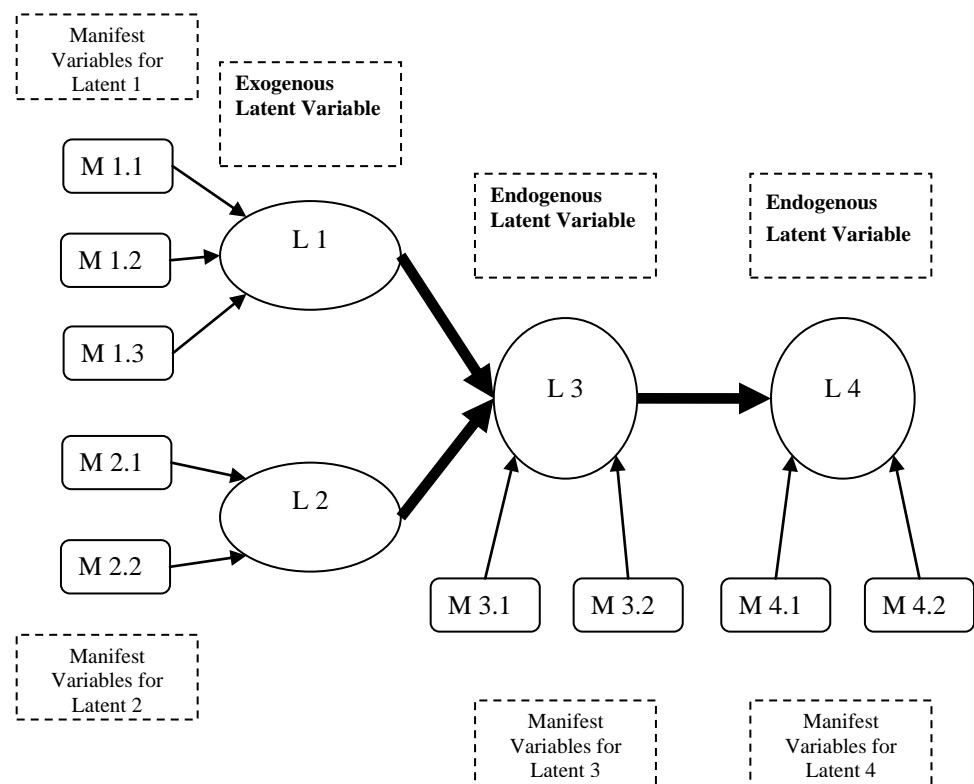 Manifest
Variables for
Latent 1
Exogenous
Latent Variable
M 1.1
M 1.2
M 1.3
L 1
Endogenous
Latent Variable
Endogenous
Latent Variable
L 3
L 4
M 2.1
M 2.2
L 2
M 3.1
M 3.2
M 4.1
M 4.2
Manifest
Variables for
Latent 2
Manifest
Variables for
Latent 3
Manifest
Variables for
Latent 4